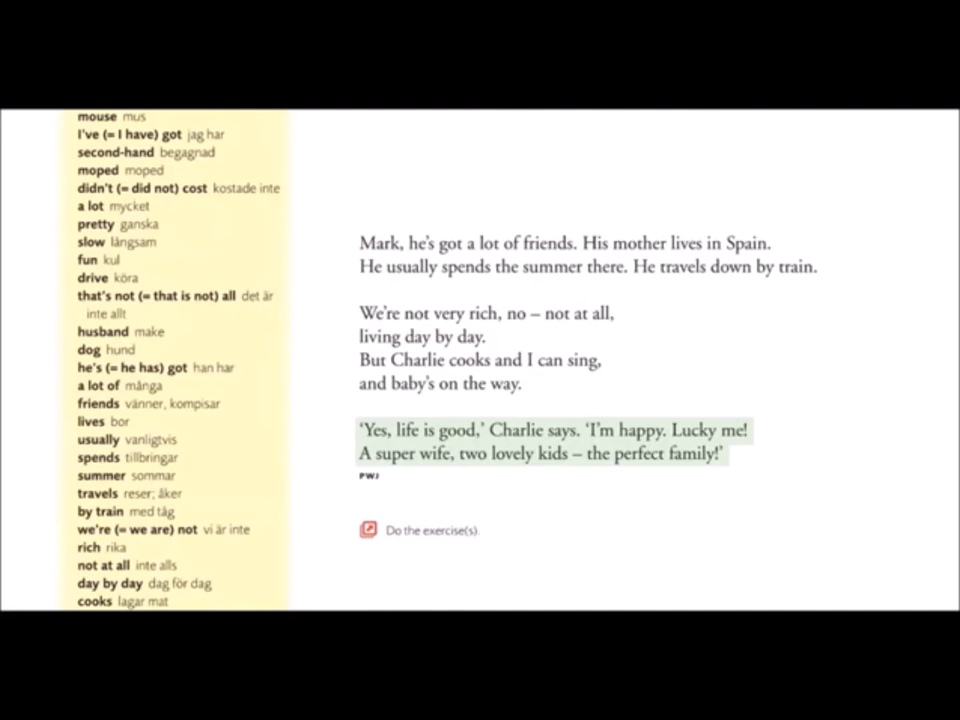 mouse mus
I've (= I have) got jag har
second-hand begagnad
moped moped
didn't (= did not) cost kostade inte
a lot mycket
pretty ganska
slow långsam
fun kul
drive köra
that's not (= that is not) all det är
inte allt
husband make
dog hund
he's (= he has) got han har
a lot of många
friends vänner, kompisar
lives bor
usually vanligtvis
spends tillbringar
summer sommar
travels reser; åker
by train med tåg
we're (= we are) not vi är inte
rich rika
not at all inte alls
day by day dag för dag
cooks lagar mat
Mark, he's got a lot of friends. His mother lives in Spain.
He usually spends the summer there. He travels down by train.
We're not very rich, no – not at all,
living day by day.
But Charlie cooks and I can sing,
and baby's on the way.
'Yes, life is good,' Charlie says. 'I'm happy. Lucky me!
A super wife, two lovely kids – the perfect family!'
PWJ
Do the exercise(s).